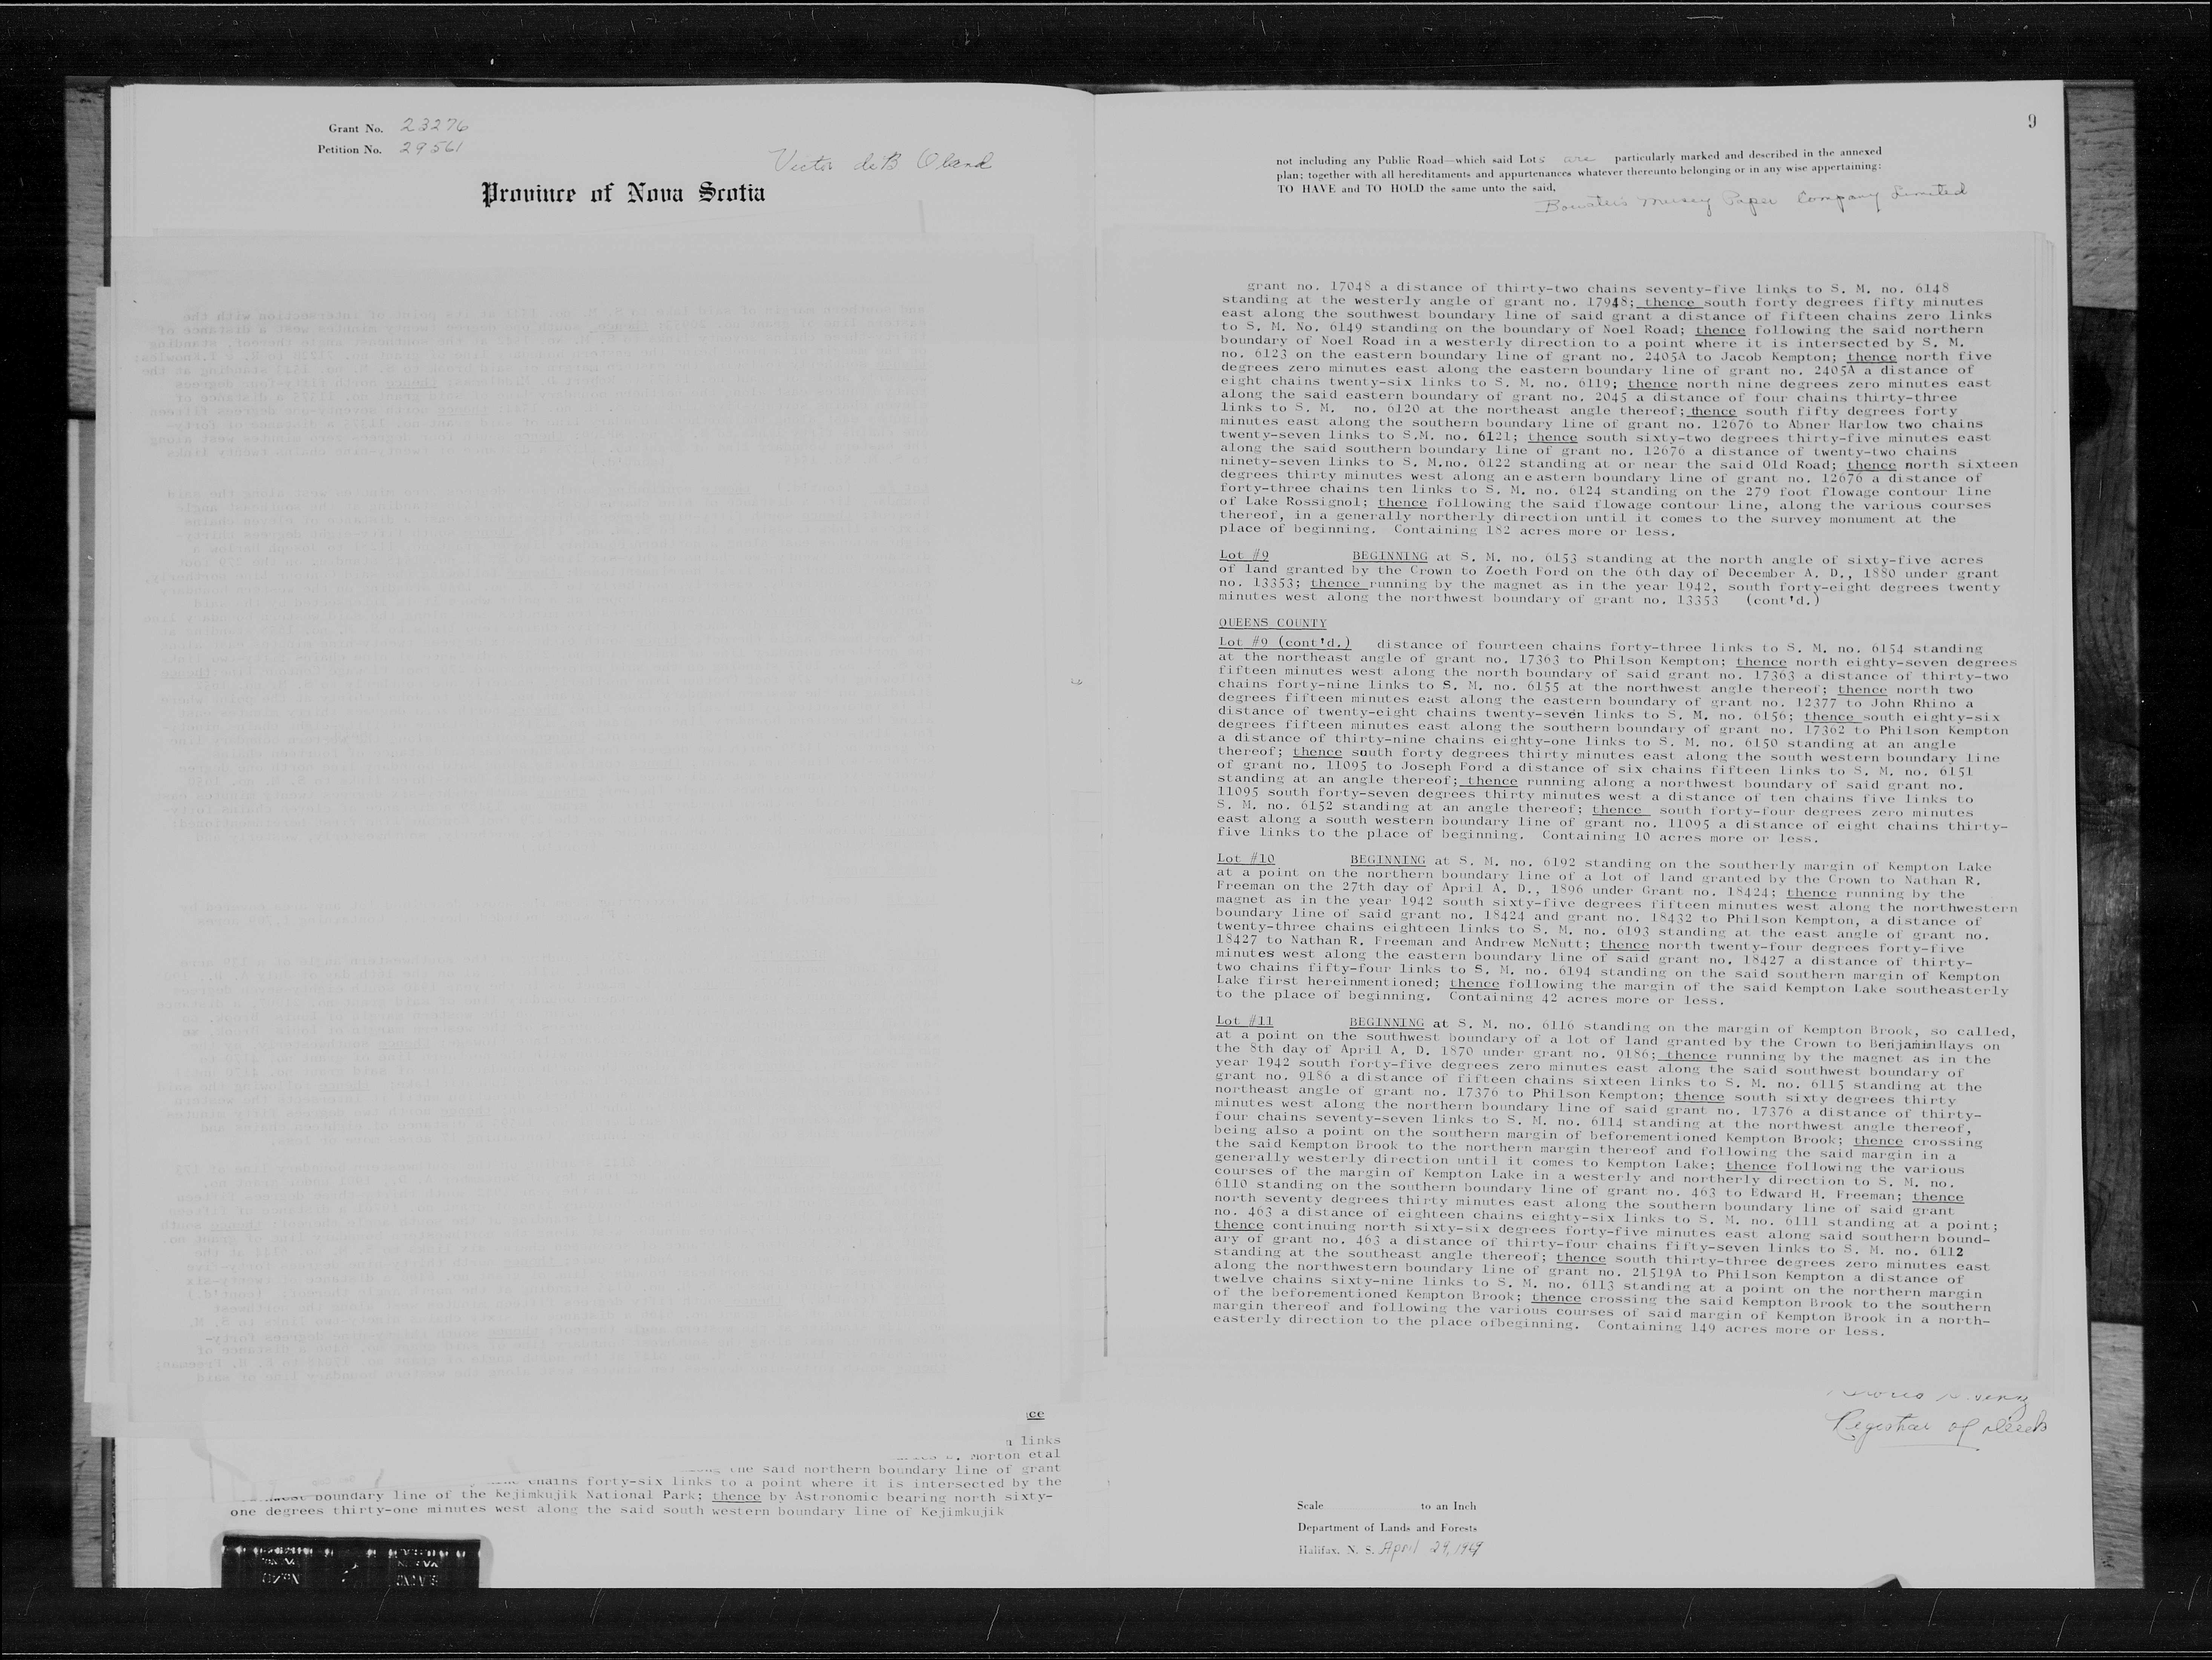 Grant No. 23276
Petition No. 29561
Victor deB Oland
Province of Nova Scotia
ce
links
Morton etal
the said northern boundary line of grant
chains forty-six links to a point where it is intersected by the
boundary line of the Kejimkujik National Park; thence by Astronomic bearing north sixty-
one degrees thirty-one minutes west along the said south western boundary line of Kejimkujik
9
not including any Public Road—which said Lots are particularly marked and described in the annexed
plan; together with all hereditaments and appurtenances whatever thereunto belonging or in any wise appertaining:
TO HAVE and TO HOLD the same unto the said,
Bowaters Mersey Paper Company Limited
grant no. 17048 a distance of thirty-two chains seventy-five links to S. M. no. 6148
standing at the westerly angle of grant no. 17948; thence south forty degrees fifty minutes
east along the southwest boundary line of said grant a distance of fifteen chains zero links
to S. M. No. 6149 standing on the boundary of Noel Road; thence following the said northern
boundary of Noel Road in a westerly direction to a point where it is intersected by S. M.
no. 6123 on the eastern boundary line of grant no. 2405A to Jacob Kempton; thence north five
degrees zero minutes east along the eastern boundary line of grant no. 2405A a distance of
eight chains twenty-six links to S. M. no. 6119; thence north nine degrees zero minutes east
along the said eastern boundary of grant no. 2045 a distance of four chains thirty-three
links to S. M. no. 6120 at the northeast angle thereof; thence south fifty degrees forty
minutes east along the southern boundary line of grant no. 12676 to Abner Harlow two chains
twenty-seven links to S.M. no. 6121; thence south sixty-two degrees thirty-five minutes east
along the said southern boundary line of grant no. 12676 a distance of twenty-two chains
ninety-seven links to S. M.no. 6122 standing at or near the said Old Road; thence north sixteen
degrees thirty minutes west along an eastern boundary line of grant no. 12676 a distance of
forty-three chains ten links to S. M. no. 6124 standing on the 279 foot flowage contour line
of Lake Rossignol; thence following the said flowage contour line, along the various courses
thereof, in a generally northerly direction until it comes to the survey monument at the
place of beginning. Containing 182 acres more or less.
Lot #9 BEGINNING at S. M. no. 6153 standing at the north angle of sixty-five acres
of land granted by the Crown to Zoeth Ford on the 6th day of December A. D., 1880 under grant
no. 13353; thence running by the magnet as in the year 1942, south forty-eight degrees twenty
minutes west along the northwest boundary of grant no. 13353 (cont'd.)
QUEENS COUNTY
Lot #9 (cont'd.) distance of fourteen chains forty-three links to S. M. no. 6154 standing
at the northeast angle of grant no. 17363 to Philson Kempton; thence north eighty-seven degrees
fifteen minutes west along the north boundary of said grant no. 17363 a distance of thirty-two
chains forty-nine links to S. M. no. 6155 at the northwest angle thereof; thence north two
degrees fifteen minutes east along the eastern boundary of grant no. 12377 to John Rhino a
distance of twenty-eight chains twenty-seven links to S. M. no. 6156; thence south eighty-six
degrees fifteen minutes east along the southern boundary of grant no. 17362 to Philson Kempton
a distance of thirty-nine chains eighty-one links to S. M. no. 6150 standing at an angle
thereof; thence south forty degrees thirty minutes east along the south western boundary line
of grant no. 11095 to Joseph Ford a distance of six chains fifteen links to S. M. no. 6151
standing at an angle thereof; thence running along a northwest boundary of said grant no.
11095 south forty-seven degrees thirty minutes west a distance of ten chains five links to
S. M. no. 6152 standing at an angle thereof; thence south forty-four degrees zero minutes
east along a south western boundary line of grant no. 11095 a distance of eight chains thirty-
five links to the place of beginning. Containing 10 acres more or less.
Lot #10 BEGINNING at S. M. no. 6192 standing on the southerly margin of Kempton Lake
at a point on the northern boundary line of a lot of land granted by the Crown to Nathan R.
Freeman on the 27th day of April A. D., 1896 under Grant no. 18424; thence running by the
magnet as in the year 1942 south sixty-five degrees fifteen minutes west along the northwestern
boundary line of said grant no. 18424 and grant no. 18432 to Philson Kempton, a distance of
twenty-three chains eighteen links to S. M. no. 6193 standing at the east angle of grant no.
18427 to Nathan R. Freeman and Andrew McNutt; thence north twenty-four degrees forty-five
minutes west along the eastern boundary line of said grant no. 18427 a distance of thirty-
two chains fifty-four links to S. M. no. 6194 standing on the said southern margin of Kempton
Lake first hereinmentioned; thence following the margin of the said Kempton Lake southeasterly
to the place of beginning. Containing 42 acres more or less.
Lot #11 BEGINNING at S. M. no. 6116 standing on the margin of Kempton Brook, so called,
at a point on the southwest boundary of a lot of land granted by the Crown to Benjamin Hays on
the 8th day of April A. D. 1870 under grant no. 9186; thence running by the magnet as in the
year 1942 south forty-five degrees zero minutes east along the said southwest boundary of
grant no. 9186 a distance of fifteen chains sixteen links to S. M. no. 6115 standing at the
northeast angle of grant no. 17376 to Philson Kempton; thence south sixty degrees thirty
minutes west along the northern boundary line of said grant no. 17376 a distance of thirty-
four chains seventy-seven links to S. M. no. 6114 standing at the northwest angle thereof,
being also a point on the southern margin of beforementioned Kempton Brook; thence crossing
the said Kempton Brook to the northern margin thereof and following the said margin in a
generally westerly direction until it comes to Kempton Lake; thence following the various
courses of the margin of Kempton Lake in a westerly and northerly direction to S. M. no.
6110 standing on the southern boundary line of grant no. 463 to Edward H. Freeman; thence
north seventy degrees thirty minutes east along the southern boundary line of said grant
no. 463 a distance of eighteen chains eighty-six links to S. M. no. 6111 standing at a point;
thence continuing north sixty-six degrees forty-five minutes east along said southern bound-
ary of grant no. 463 a distance of thirty-four chains fifty-seven links to S. M. no. 6112
standing at the southeast angle thereof; thence south thirty-three degrees zero minutes east
along the northwestern boundary line of grant no. 21519A to Philson Kempton a distance of
twelve chains sixty-nine links to S. M. no. 6113 standing at a point on the northern margin
of the beforementioned Kempton Brook; thence crossing the said Kempton Brook to the southern
margin thereof and following the various courses of said margin of Kempton Brook in a north-
easterly direction to the place ofbeginning. Containing 149 acres more or less.
Registrar of Deeds
Scale to an Inch
Department of Lands and Forests
Halifax, N. S. April 29, 1969